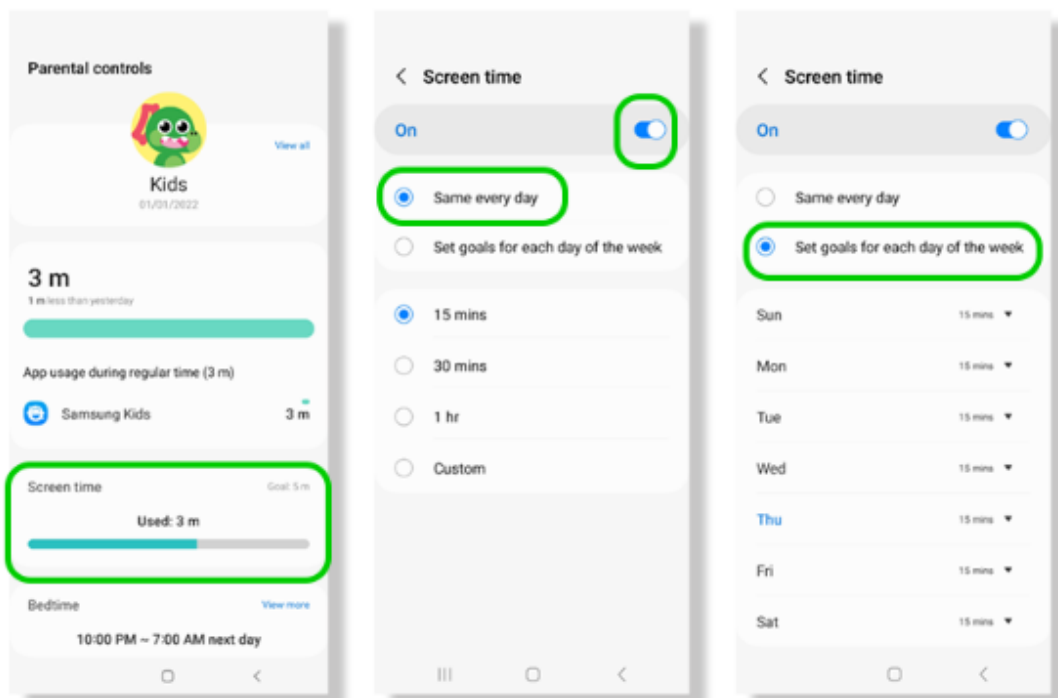 Parental controls
View all
Kids
01/01/2022
3 m
1 m less than yesterday
App usage during regular time (3 m)
Samsung Kids 3 m
Screen time Goal: 5 m
Used: 3 m
Bedtime View more
10:00 PM ~ 7:00 AM next day
Screen time
On
Same every day
Set goals for each day of the week
15 mins
30 mins
1 hr
Custom
Screen time
On
Same every day
Set goals for each day of the week
Sun 15 mins
Mon 15 mins
Tue 15 mins
Wed 15 mins
Thu 15 mins
Fri 15 mins
Sat 15 mins